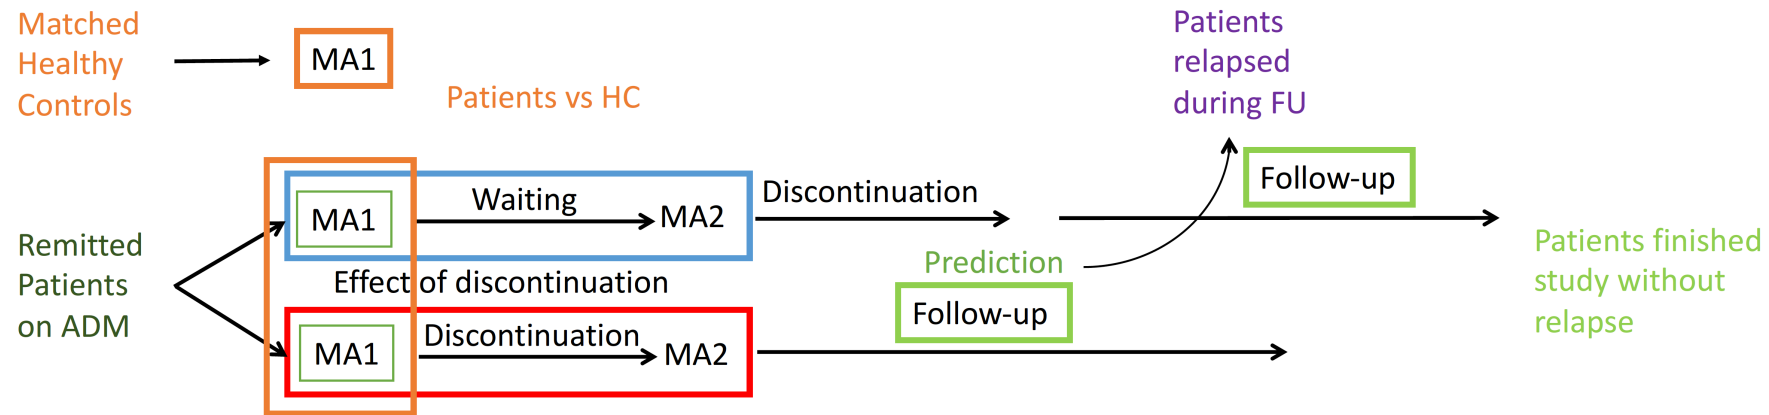 Matched
Healthy
Controls
MA1
Patients vs HC
Patients
relapsed
during FU
Remitted
Patients
on ADM
MA1
Waiting
MA2
Discontinuation
Follow-up
Effect of discontinuation
Prediction
MA1
Discontinuation
MA2
Follow-up
Patients finished
study without
relapse